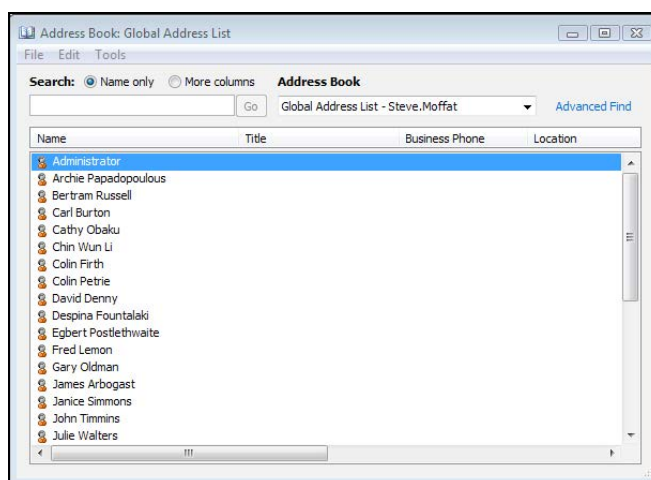 Address Book: Global Address List
File Edit Tools
Search: Name only More columns Address Book
Go Global Address List - Steve.Moffat Advanced Find
Name Title Business Phone Location
Administrator
Archie Papadopoulous
Bertram Russell
Carl Burton
Cathy Obaku
Chin Wun Li
Colin Firth
Colin Petrie
David Denny
Despina Fountalaki
Egbert Postlethwaite
Fred Lemon
Gary Oldman
James Arbogast
Janice Simmons
John Timmins
Julie Walters